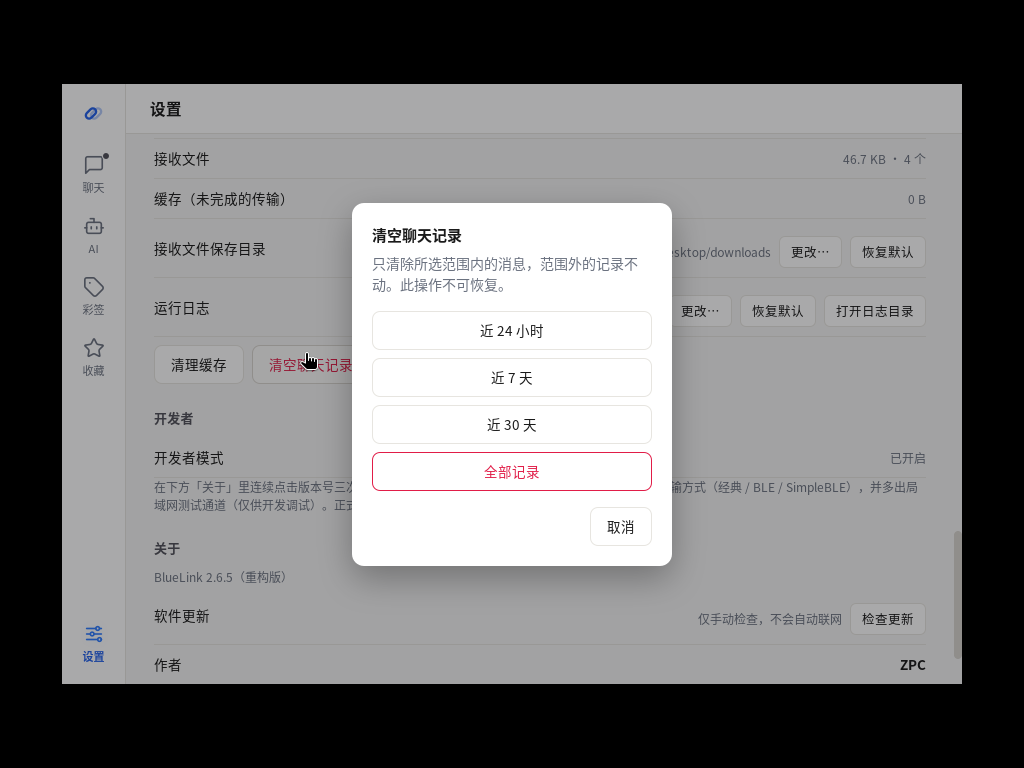 设置
聊天
AI
彩签
收藏
设置
接收文件
46.7 KB · 4 个
缓存（未完成的传输）
0 B
接收文件保存目录
esktop/downloads
更改…
恢复默认
运行日志
更改…
恢复默认
打开日志目录
清理缓存
清空聊天记录
开发者
开发者模式
已开启
在下方「关于」里连续点击版本号三次
输方式（经典 / BLE / SimpleBLE），并多出局
域网测试通道（仅供开发调试）。正式
关于
BlueLink 2.6.5（重构版）
软件更新
仅手动检查，不会自动联网
检查更新
作者
ZPC
清空聊天记录
只清除所选范围内的消息，范围外的记录不
动。此操作不可恢复。
近 24 小时
近 7 天
近 30 天
全部记录
取消